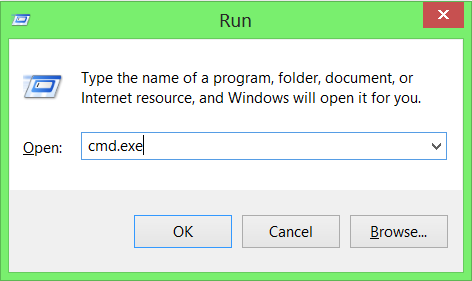 Run
Type the name of a program, folder, document, or
Internet resource, and Windows will open it for you.
Open: cmd.exe
OK Cancel Browse...